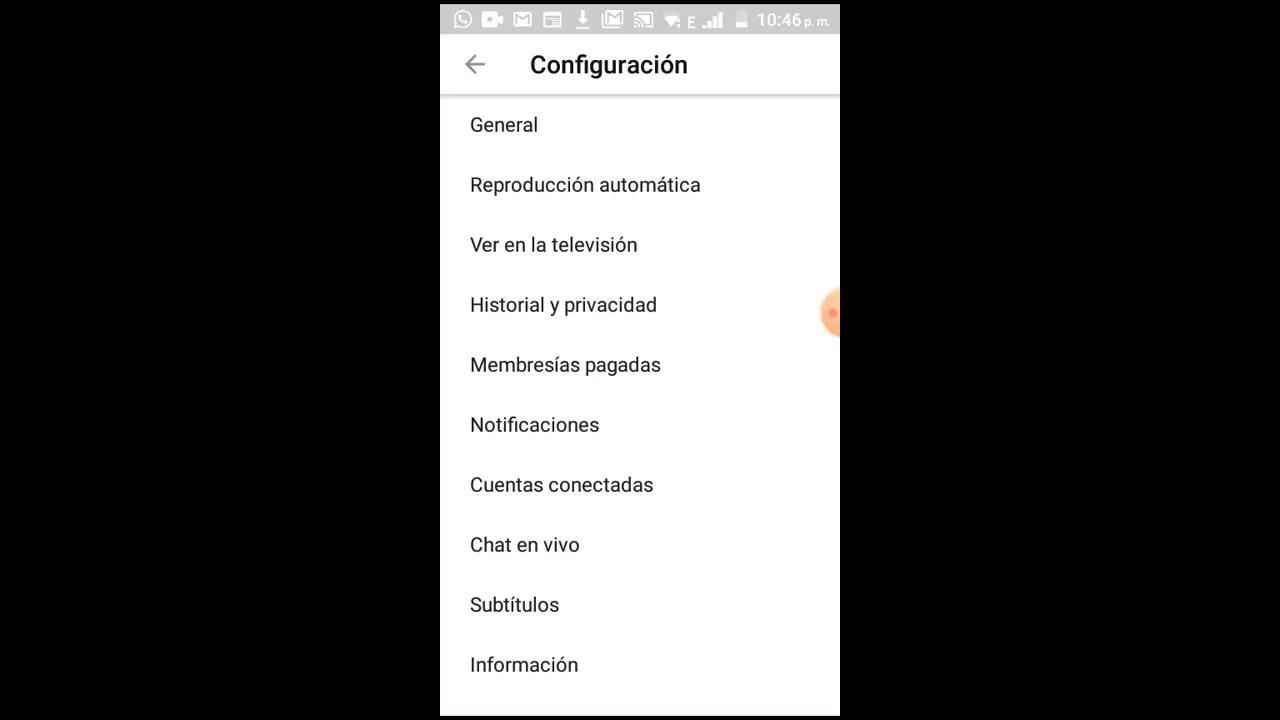 E 10:46 p. m.
Configuración
General
Reproducción automática
Ver en la televisión
Historial y privacidad
Membresías pagadas
Notificaciones
Cuentas conectadas
Chat en vivo
Subtítulos
Información